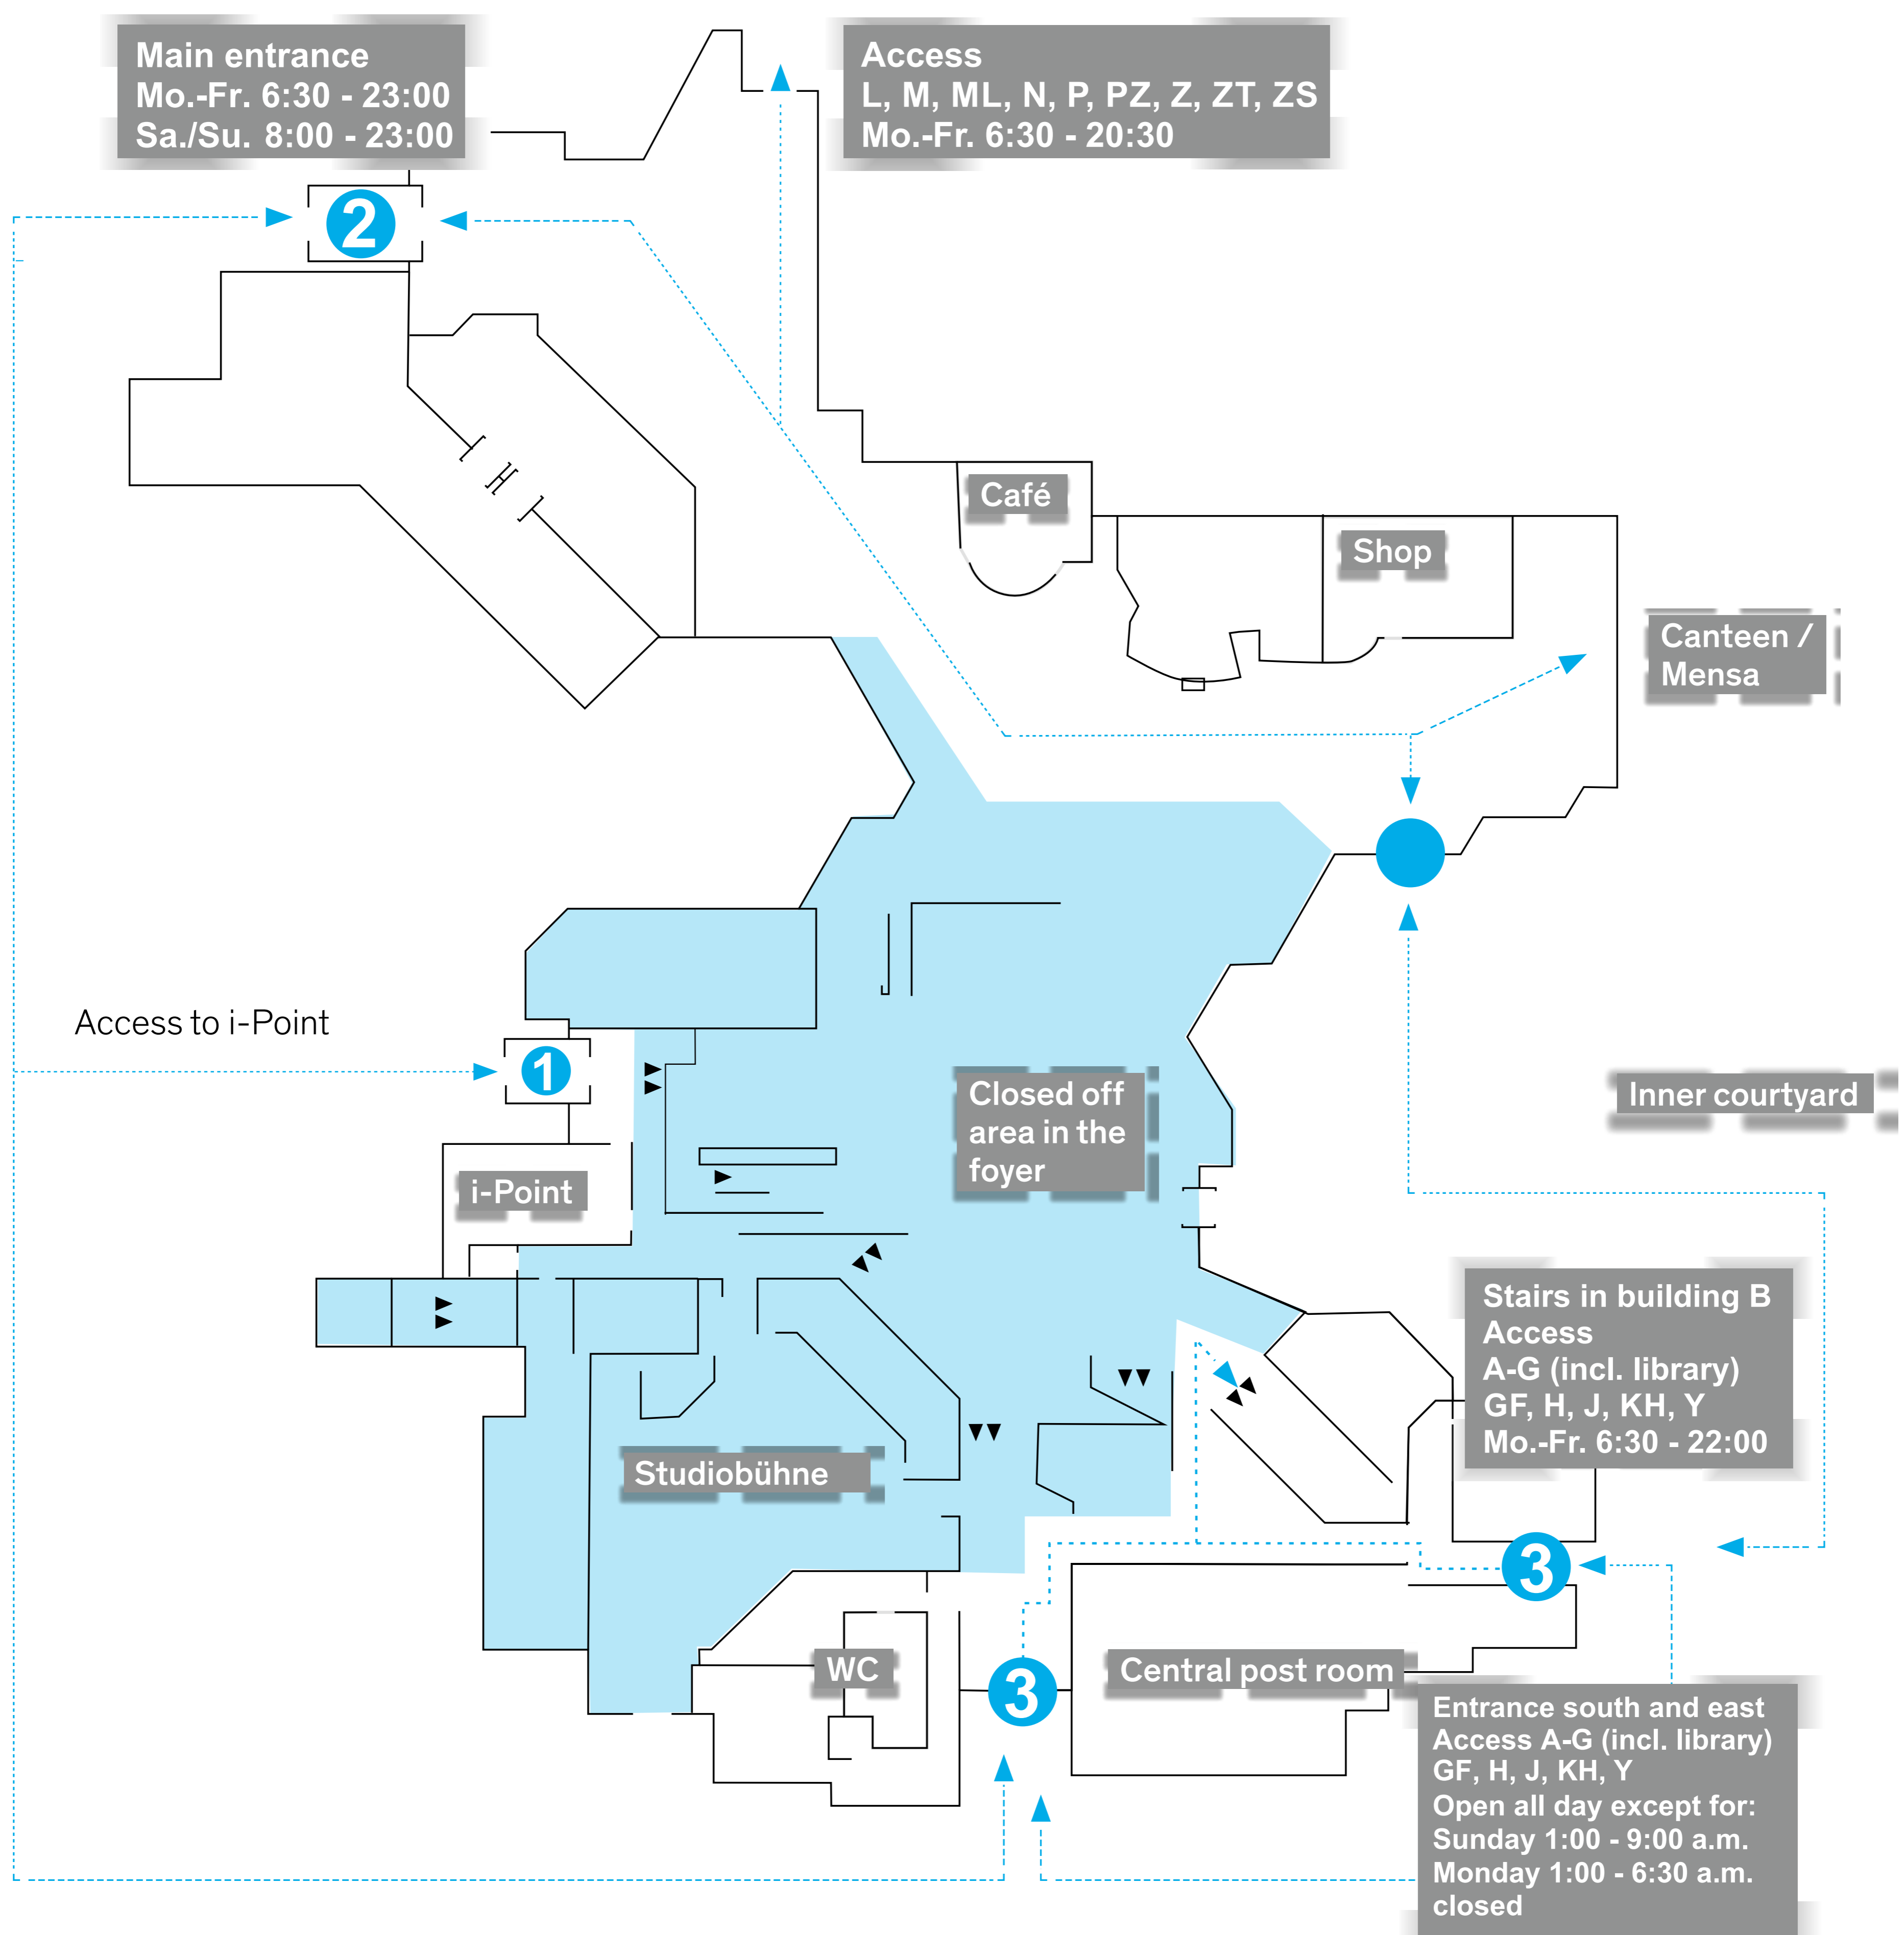 Main entrance
Mo.-Fr. 6:30 - 23:00
Sa./Su. 8:00 - 23:00
Access
L, M, ML, N, P, PZ, Z, ZT, ZS
Mo.-Fr. 6:30 - 20:30
2
Café
Shop
Canteen /
Mensa
Access to i-Point
1
Closed off
area in the
foyer
Inner courtyard
i-Point
Stairs in building B
Access
A-G (incl. library)
GF, H, J, KH, Y
Mo.-Fr. 6:30 - 22:00
Studiobühne
3
WC
3
Central post room
Entrance south and east
Access A-G (incl. library)
GF, H, J, KH, Y
Open all day except for:
Sunday 1:00 - 9:00 a.m.
Monday 1:00 - 6:30 a.m.
closed